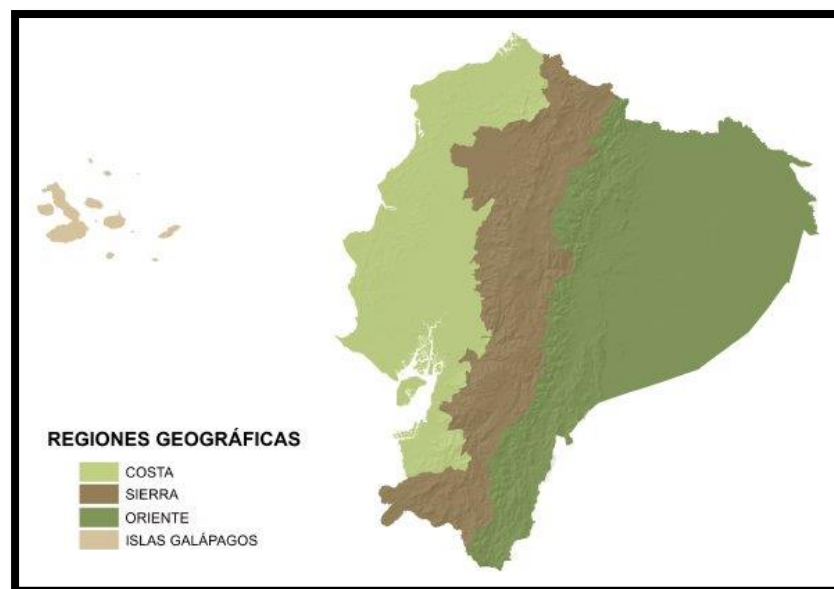 REGIONES GEOGRÁFICAS
COSTA
SIERRA
ORIENTE
ISLAS GALÁPAGOS